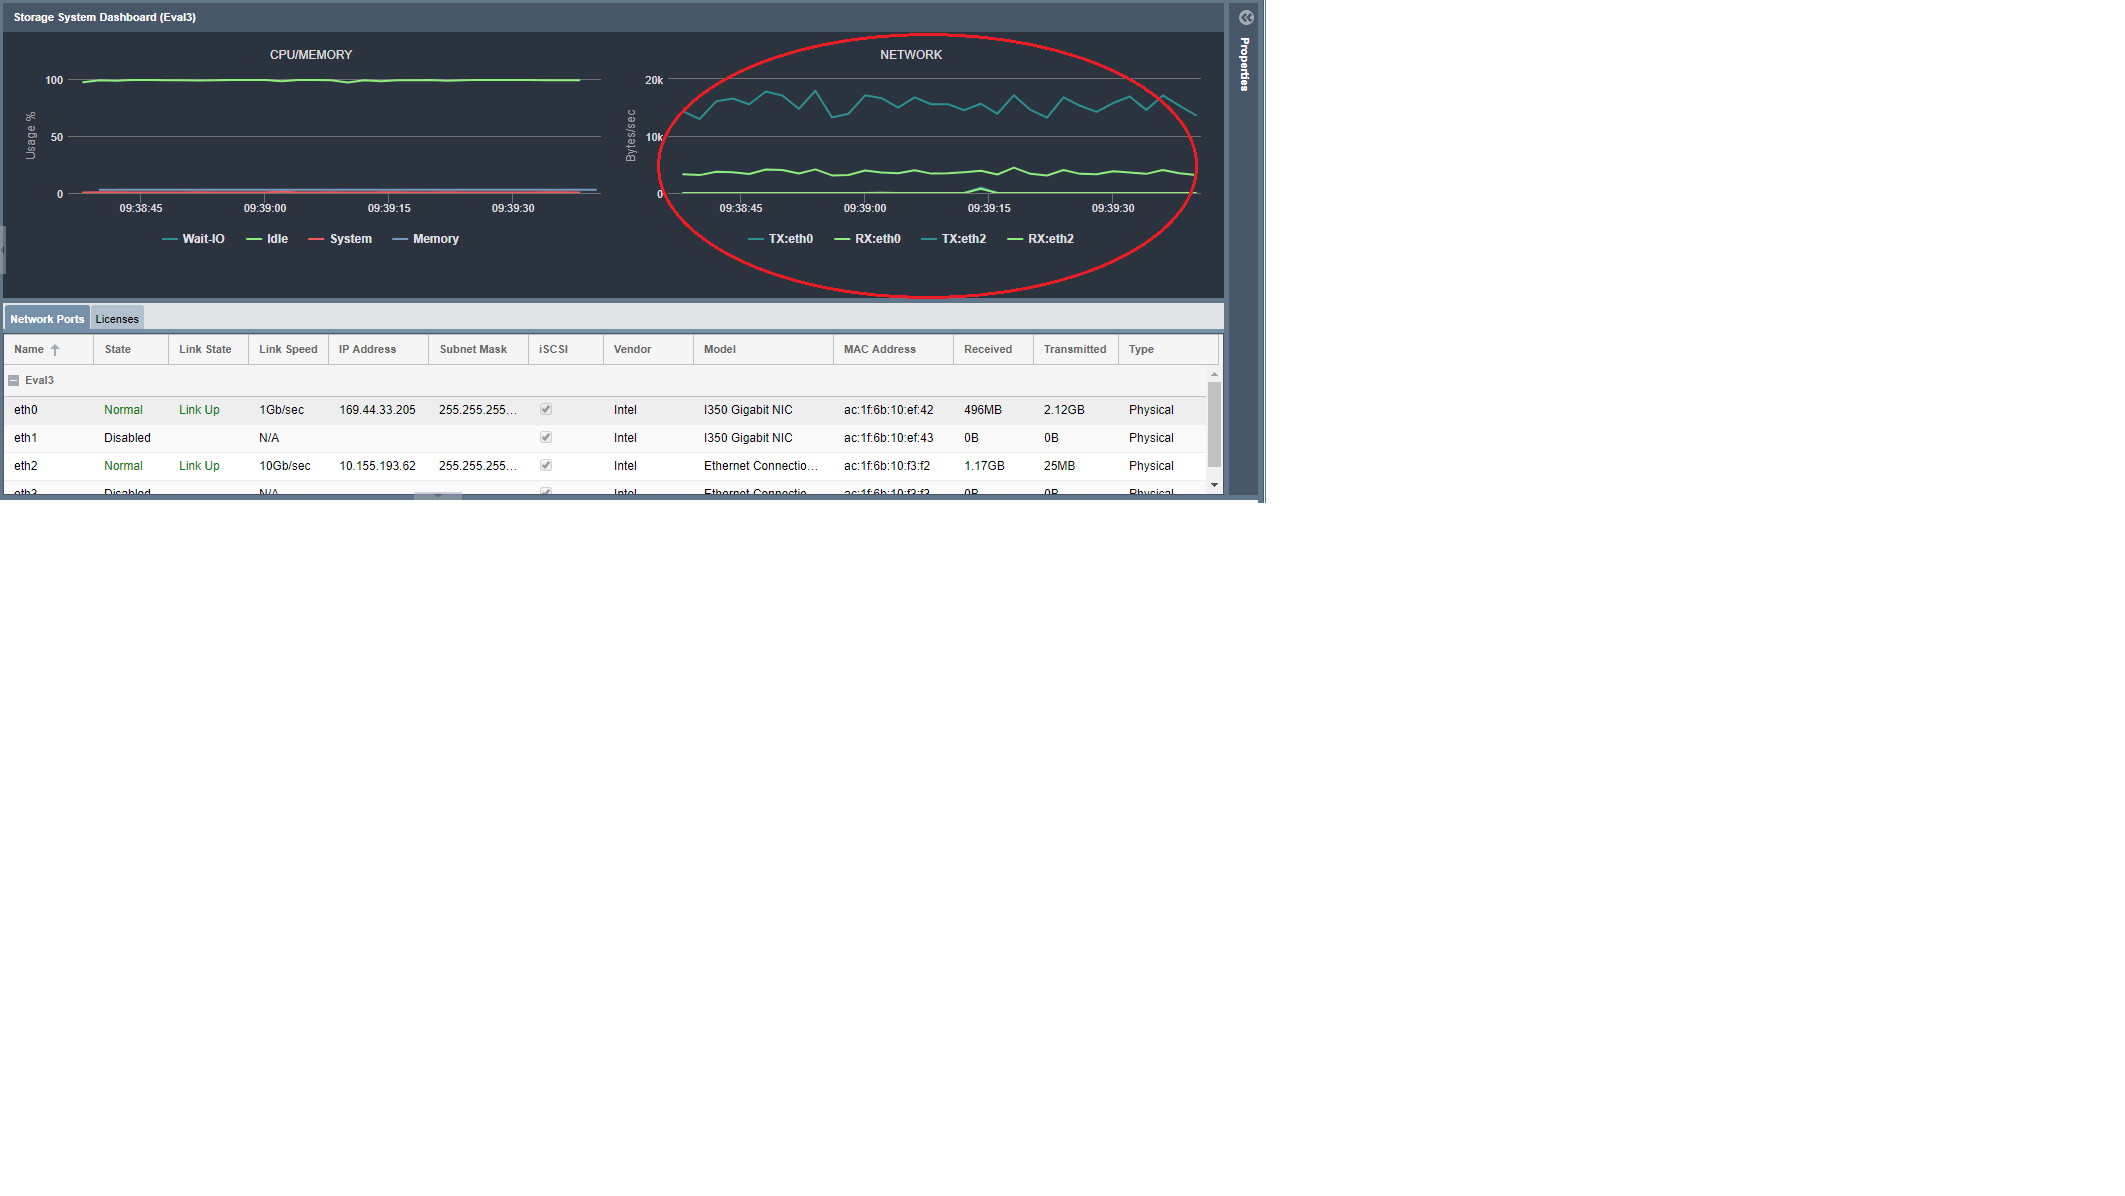 Storage System Dashboard (Eval3)
Properties
CPU/MEMORY
Usage %
100
50
0
09:38:45 09:39:00 09:39:15 09:39:30
Wait-IO Idle System Memory
NETWORK
Bytes/sec
20k
10k
0
09:38:45 09:39:00 09:39:15 09:39:30
TX:eth0 RX:eth0 TX:eth2 RX:eth2
Network Ports Licenses
Name State Link State Link Speed IP Address Subnet Mask iSCSI Vendor Model MAC Address Received Transmitted Type
Eval3
eth0 Normal Link Up 1Gb/sec 169.44.33.205 255.255.255... Intel I350 Gigabit NIC ac:1f:6b:10:ef:42 496MB 2.12GB Physical
eth1 Disabled N/A Intel I350 Gigabit NIC ac:1f:6b:10:ef:43 0B 0B Physical
eth2 Normal Link Up 10Gb/sec 10.155.193.62 255.255.255... Intel Ethernet Connectio... ac:1f:6b:10:f3:f2 1.17GB 25MB Physical
eth3 Disabled N/A Intel Ethernet Connectio... ac:1f:6b:10:f3:f3 0B 0B Physical